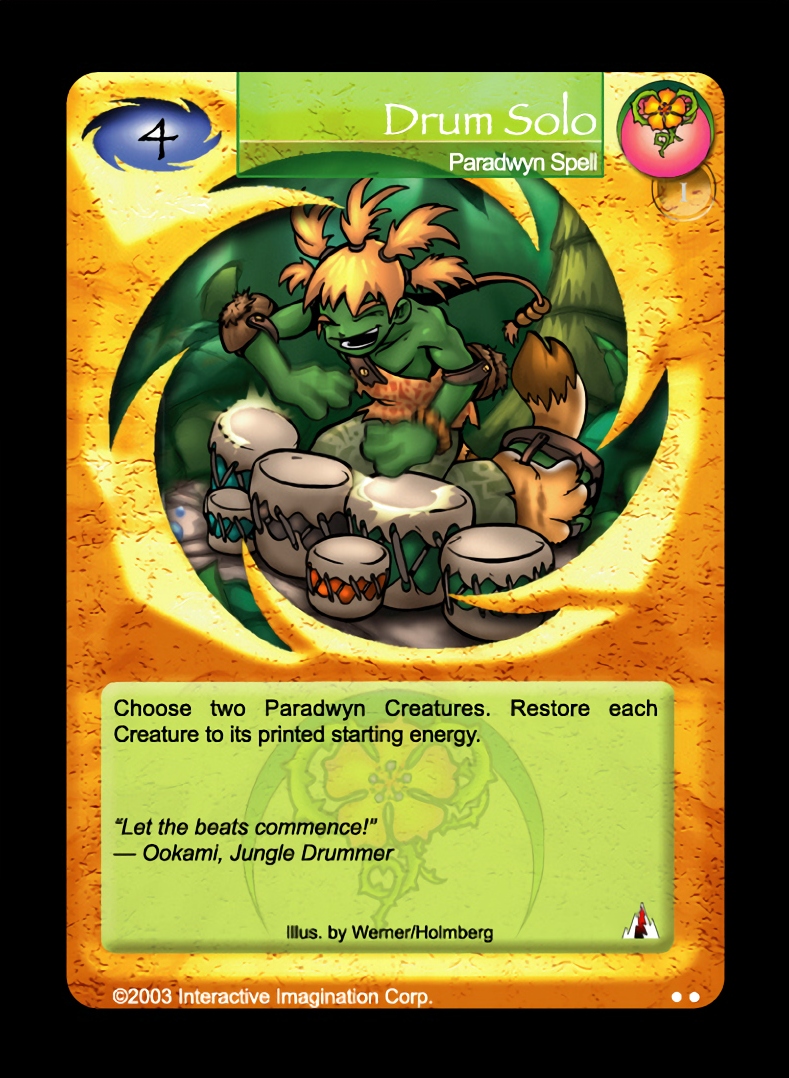 4
Drum Solo
Paradwyn Spell
1
Choose two Paradwyn Creatures. Restore each
Creature to its printed starting energy.
“Let the beats commence!”
— Ookami, Jungle Drummer
Illus. by Werner/Holmberg
©2003 Interactive Imagination Corp.